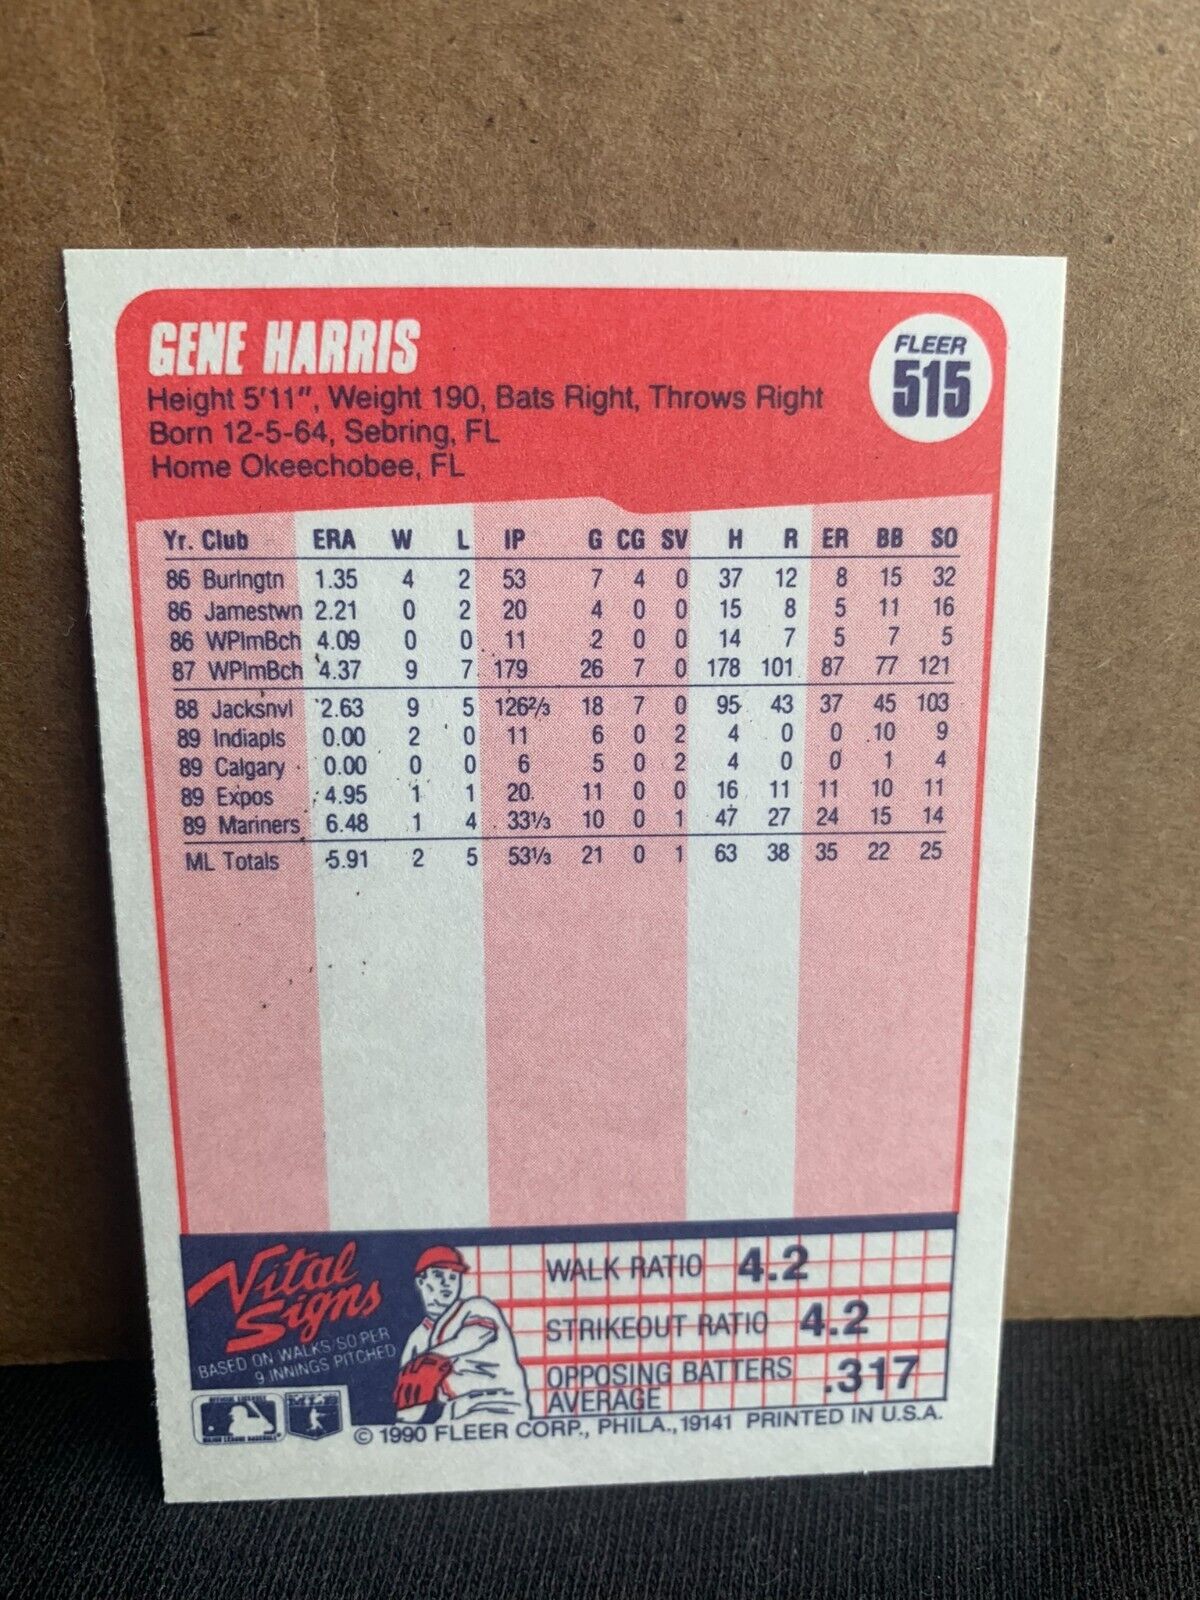 GENE HARRIS
FLEER
515
Height 5'11", Weight 190, Bats Right, Throws Right
Born 12-5-64, Sebring, FL
Home Okeechobee, FL
Yr. Club ERA W L IP G CG SV H R ER BB SO
86 Burlngtn 1.35 4 2 53 7 4 0 37 12 8 15 32
86 Jamestwn 2.21 0 2 20 4 0 0 15 8 5 11 16
86 WPlmBch 4.09 0 0 11 2 0 0 14 7 5 7 5
87 WPlmBch 4.37 9 7 179 26 7 0 178 101 87 77 121
88 Jacksnvl 2.63 9 5 126 2/3 18 7 0 95 43 37 45 103
89 Indiapls 0.00 2 0 11 6 0 2 4 0 0 10 9
89 Calgary 0.00 0 0 6 5 0 2 4 0 0 1 4
89 Expos 4.95 1 1 20 11 0 0 16 11 11 10 11
89 Mariners 6.48 1 4 33 1/3 10 0 1 47 27 24 15 14
ML Totals 5.91 2 5 53 1/3 21 0 1 63 38 35 22 25
Vital Signs
BASED ON WALKS/SO PER
9 INNINGS PITCHED
WALK RATIO 4.2
STRIKEOUT RATIO 4.2
OPPOSING BATTERS
AVERAGE .317
MAJOR LEAGUE BASEBALL
© 1990 FLEER CORP., PHILA., 19141 PRINTED IN U.S.A.